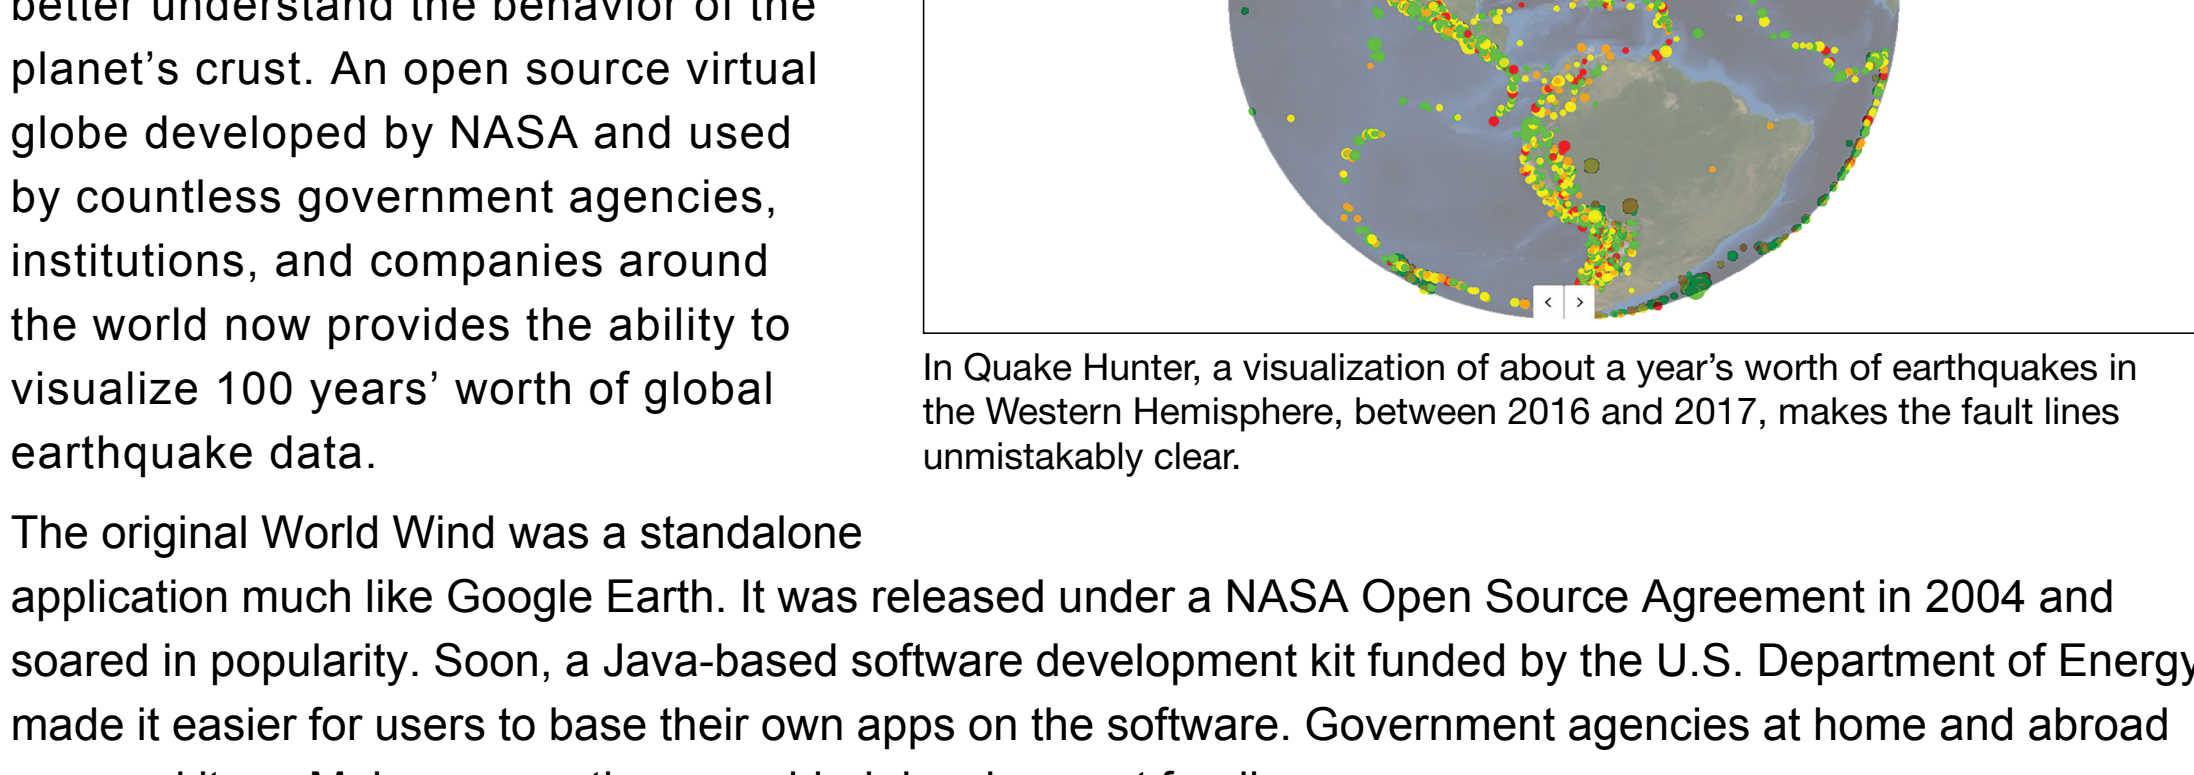 better understand the behavior of the
planet’s crust. An open source virtual
globe developed by NASA and used
by countless government agencies,
institutions, and companies around
the world now provides the ability to
visualize 100 years’ worth of global
earthquake data.
In Quake Hunter, a visualization of about a year’s worth of earthquakes in
the Western Hemisphere, between 2016 and 2017, makes the fault lines
unmistakably clear.
The original World Wind was a standalone
application much like Google Earth. It was released under a NASA Open Source Agreement in 2004 and
soared in popularity. Soon, a Java-based software development kit funded by the U.S. Department of Energy
made it easier for users to base their own apps on the software. Government agencies at home and abroad